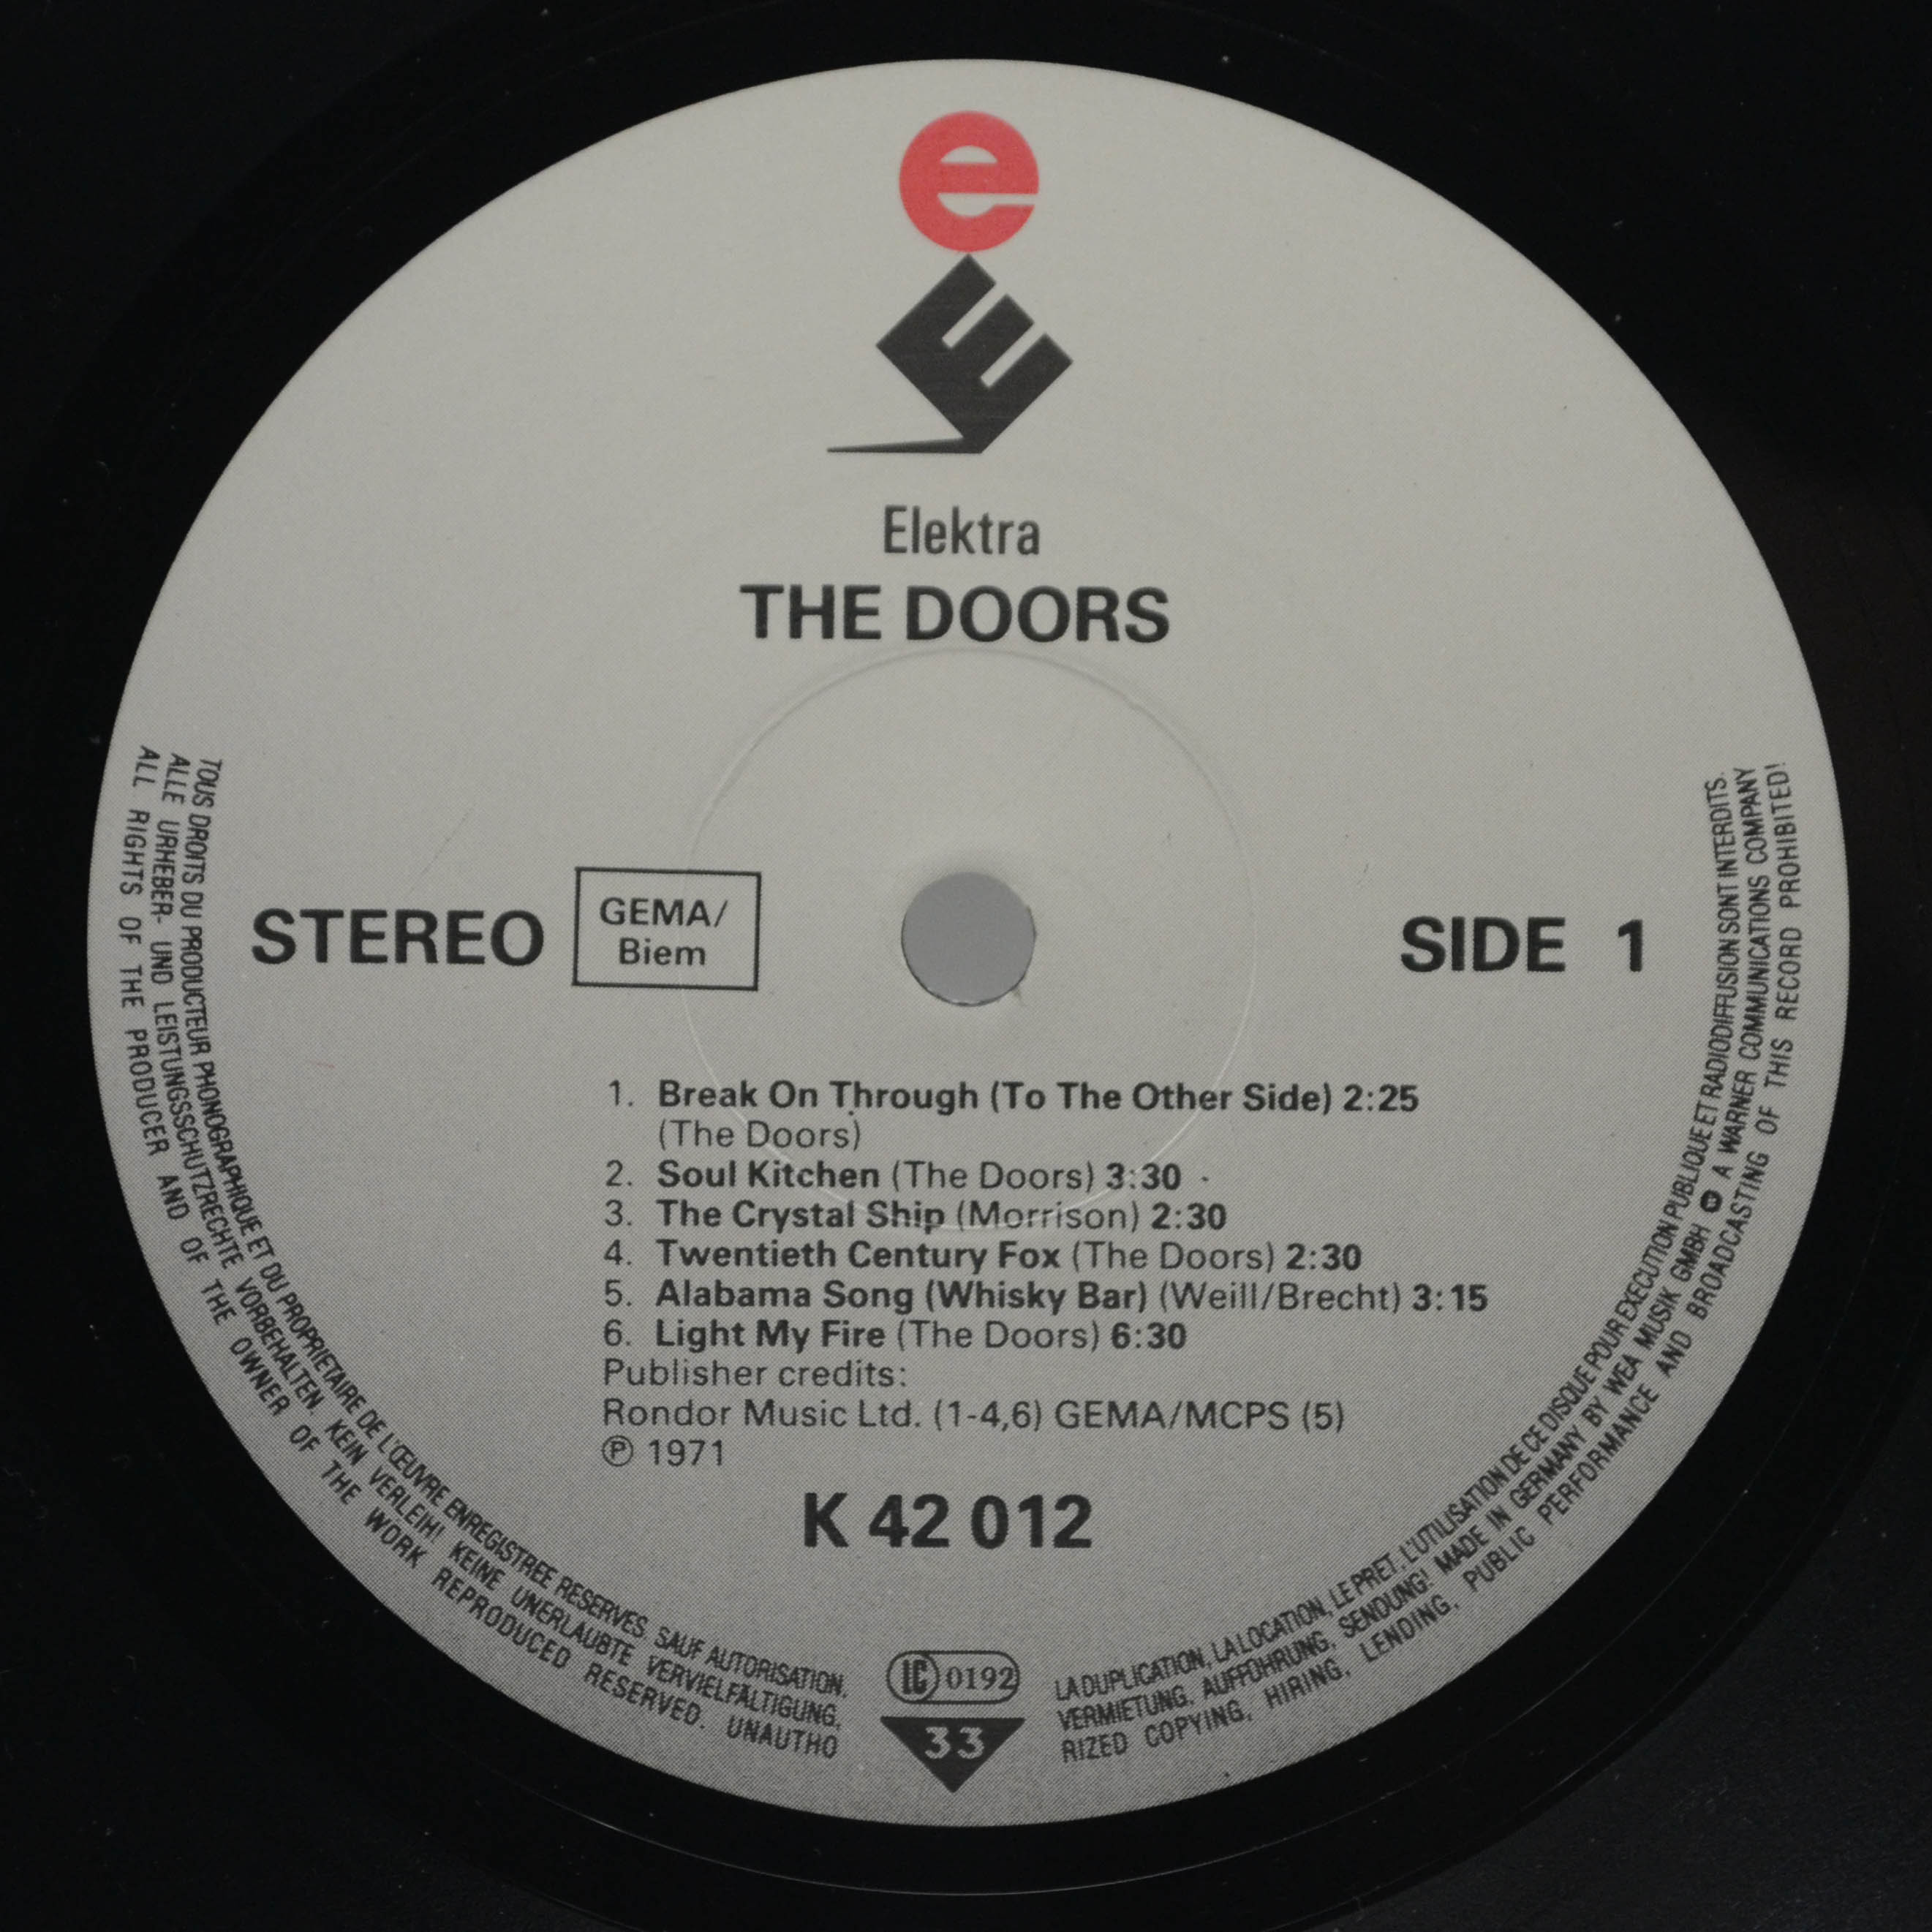 e
E
Elektra
THE DOORS
STEREO
GEMA/
Biem
SIDE 1
1. Break On Through (To The Other Side) 2:25
(The Doors)
2. Soul Kitchen (The Doors) 3:30
3. The Crystal Ship (Morrison) 2:30
4. Twentieth Century Fox (The Doors) 2:30
5. Alabama Song (Whisky Bar) (Weill/Brecht) 3:15
6. Light My Fire (The Doors) 6:30
Publisher credits:
Rondor Music Ltd. (1-4,6) GEMA/MCPS (5)
Ⓟ 1971
K 42 012
LC 0192
33
TOUS DROITS DU PRODUCTEUR PHONOGRAPHIQUE ET DU PROPRIETAIRE DE L'ŒUVRE ENREGISTREE RESERVES. SAUF AUTORISATION,
LA DUPLICATION, LA LOCATION, LE PRET, L'UTILISATION DE CE DISQUE POUR EXECUTION PUBLIQUE ET RADIODIFFUSION SONT INTERDITS.
ALLE URHEBER- UND LEISTUNGSSCHUTZRECHTE VORBEHALTEN. KEIN VERLEIH! KEINE UNERLAUBTE VERVIELFÄLTIGUNG,
VERMIETUNG, AUFFÜHRUNG, SENDUNG! MADE IN GERMANY BY WEA MUSIK GMBH A WARNER COMMUNICATIONS COMPANY
ALL RIGHTS OF THE PRODUCER AND OF THE OWNER OF THE WORK REPRODUCED RESERVED. UNAUTHO
RIZED COPYING, HIRING, LENDING, PUBLIC PERFORMANCE AND BROADCASTING OF THIS RECORD PROHIBITED!